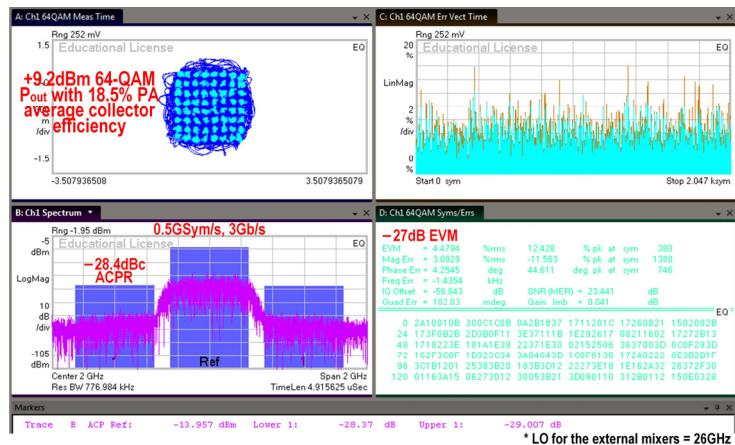 A: Ch1 64QAM Meas Time
Rng 252 mV
1.5
Educational License
EQ
+9.2dBm 64-QAM
Pout with 18.5% PA
average collector
efficiency
m
/div
-1.5
-3.507936508
3.5079365079
C: Ch1 64QAM Err Vect Time
Rng 252 mV
20
%
Educational License
EQ
LinMag
2
%
/div
0
%
Start 0 sym
Stop 2.047 ksym
B: Ch1 Spectrum
Rng -1.95 dBm
0.5GSym/s, 3Gb/s
-5
dBm
Educational License
EQ
−28.4dBc
ACPR
LogMag
10
dB
/div
-105
dBm
Ref
Center 2 GHz
Span 2 GHz
Res BW 776.984 kHz
TimeLen 4.915625 uSec
D: Ch1 64QAM Syms/Errs
−27dB EVM
EVM = 4.4794 %rms 12.428 % pk at sym 380
Mag Err = 3.0929 %rms -11.563 % pk at sym 1380
Phase Err = 4.2545 deg 44.611 deg pk at sym 746
Freq Err = -1.4354 kHz
IQ Offset = -56.843 dB SNR(MER) = 23.441 dB
Quad Err = 102.03 mdeg Gain Imb = 0.041 dB
EQ
0 2A10010B 300C1C0B 0A2B1837 1711201C 17260821 1502082B
24 173F0B2B 2D3B0F11 3E37111B 1E292617 08211602 17272B13
48 1718223E 181A1E39 22371E38 02152506 3637003D 0C0F293D
72 162F3C0F 1D323C34 3A04043D 1C0F0130 172A0222 0E3B2D1F
96 3C1B1201 25383B20 183B3D12 22273E18 1E162A32 26372F30
120 01163A15 06273012 30053B21 3D090110 312B0112 150E0328
Markers
Trace B ACP Ref: -13.957 dBm Lower 1: -28.37 dB Upper 1: -29.007 dB
* LO for the external mixers = 26GHz